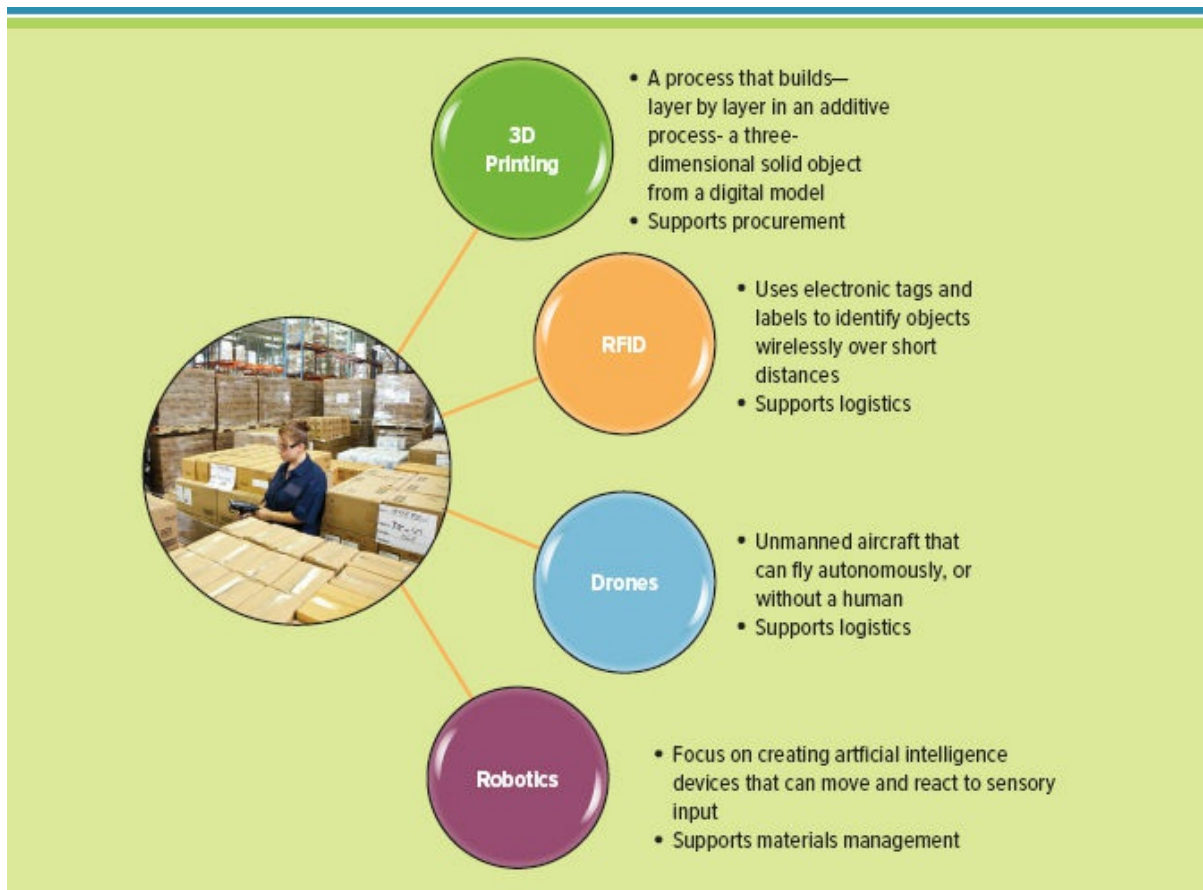 3D
Printing
• A process that builds—
layer by layer in an additive
process- a three-
dimensional solid object
from a digital model
• Supports procurement
RFID
• Uses electronic tags and
labels to identify objects
wirelessly over short
distances
• Supports logistics
Drones
• Unmanned aircraft that
can fly autonomously, or
without a human
• Supports logistics
Robotics
• Focus on creating artficial intelligence
devices that can move and react to sensory
input
• Supports materials management